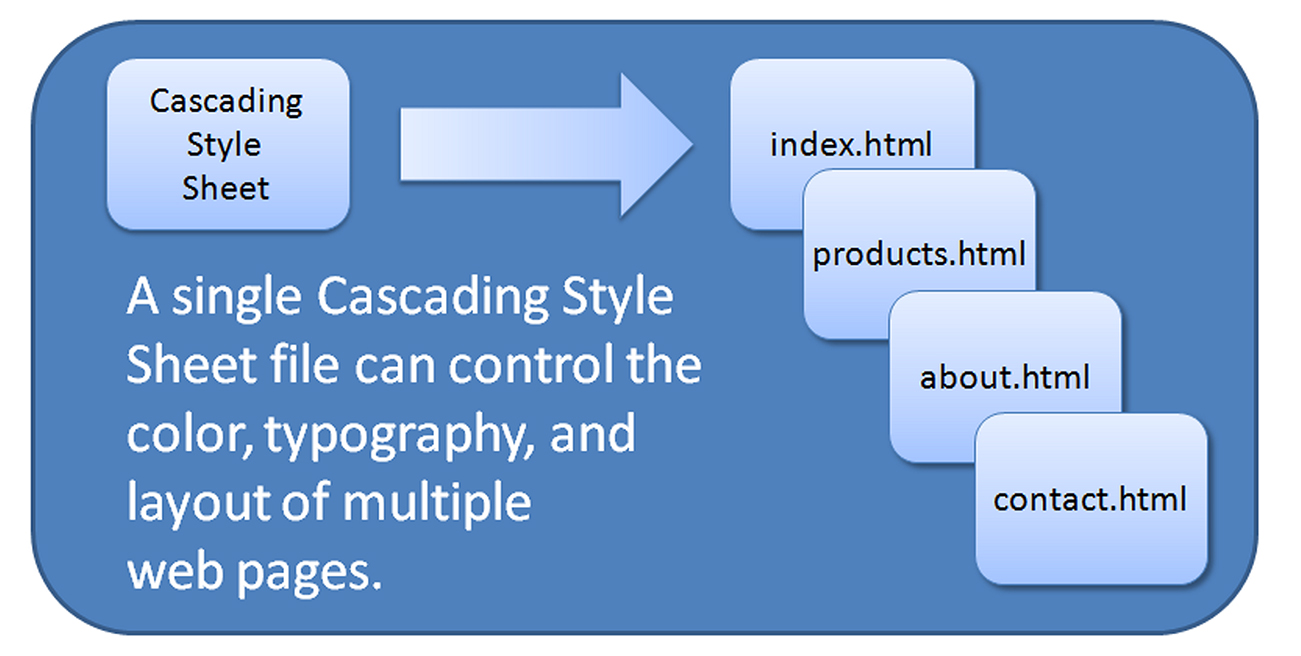 Cascading
Style
Sheet
index.html
products.html
about.html
contact.html
A single Cascading Style
Sheet file can control the
color, typography, and
layout of multiple
web pages.